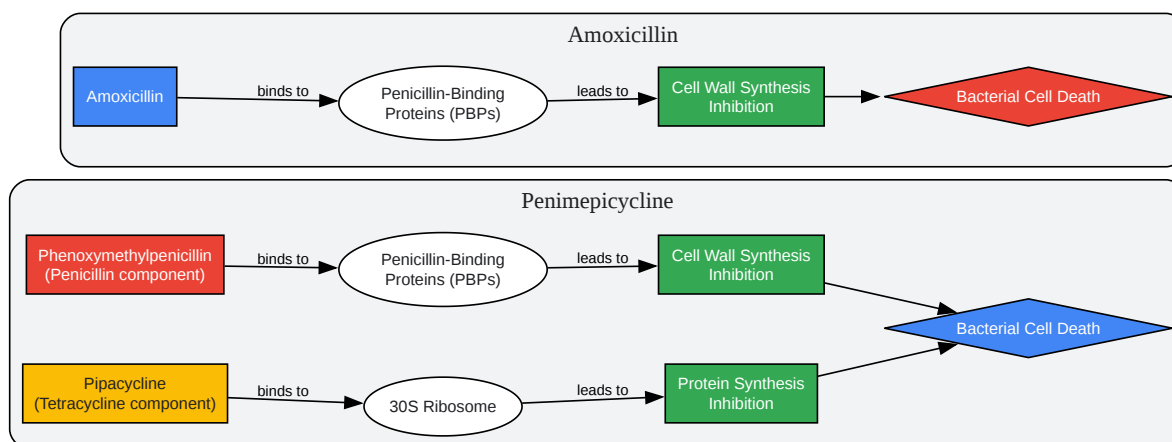 Amoxicillin
Amoxicillin
binds to
Penicillin-Binding
Proteins (PBPs)
leads to
Cell Wall Synthesis
Inhibition
Bacterial Cell Death
Penimepicycline
Phenoxymethylpenicillin
(Penicillin component)
binds to
Penicillin-Binding
Proteins (PBPs)
leads to
Cell Wall Synthesis
Inhibition
Bacterial Cell Death
Pipacycline
(Tetracycline component)
binds to
30S Ribosome
leads to
Protein Synthesis
Inhibition